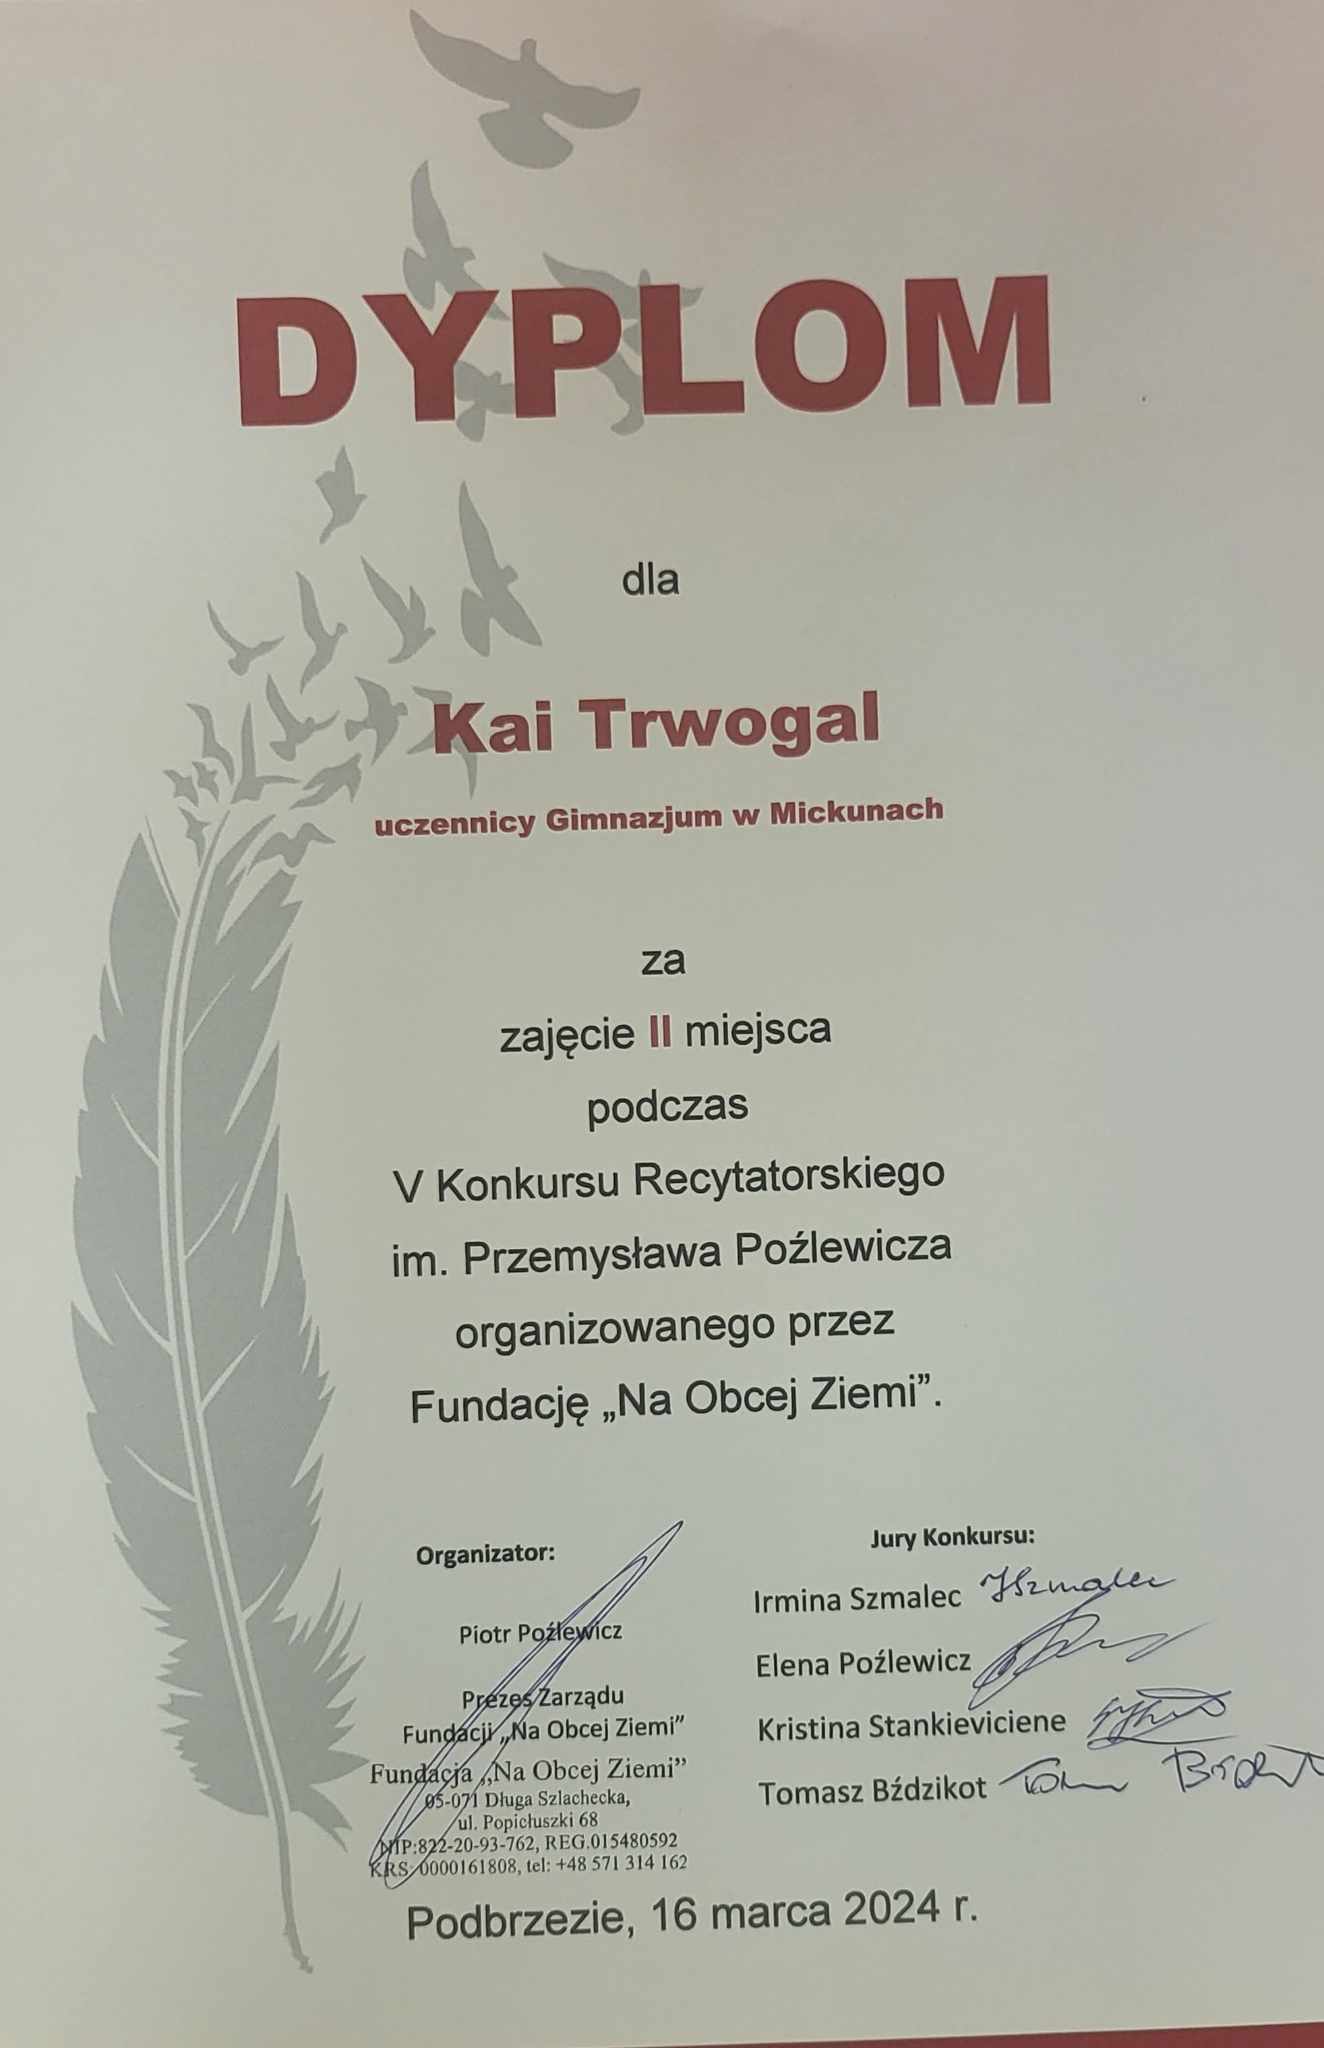 DYPLOM
dla
Kai Trwogal
uczennicy Gimnazjum w Mickunach
za
zajęcie II miejsca
podczas
V Konkursu Recytatorskiego
im. Przemysława Poźlewicza
organizowanego przez
Fundację „Na Obcej Ziemi”.
Organizator:
Piotr Poźlewicz
Prezes Zarządu
Fundacji „Na Obcej Ziemi”
Fundacja „Na Obcej Ziemi”
05-071 Długa Szlachecka,
ul. Popiełuszki 68
NIP:822-20-93-762, REG.015480592
KRS: 0000161808, tel: +48 571 314 162
Jury Konkursu:
Irmina Szmalec ISzmalec
Elena Poźlewicz
Kristina Stankieviciene
Tomasz Bździkot
Podbrzezie, 16 marca 2024 r.